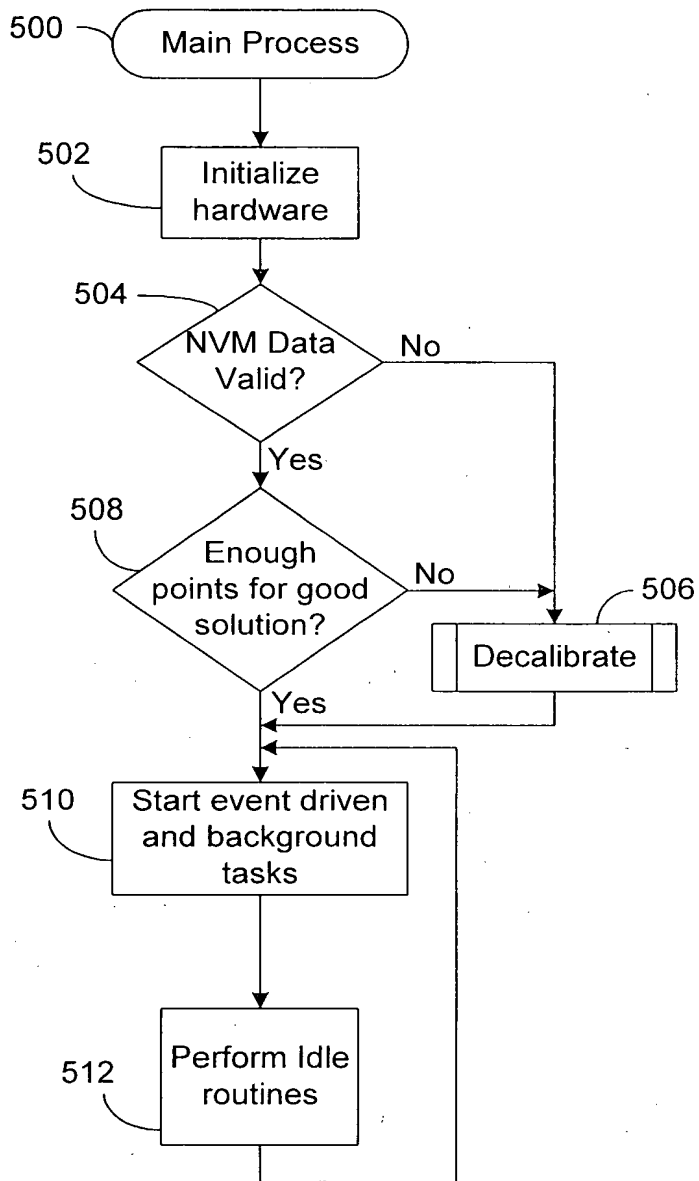 500
Main Process
502
Initialize
hardware
504
NVM Data
Valid?
No
Yes
508
Enough
points for good
solution?
No
506
Decalibrate
Yes
510
Start event driven
and background
tasks
512
Perform Idle
routines